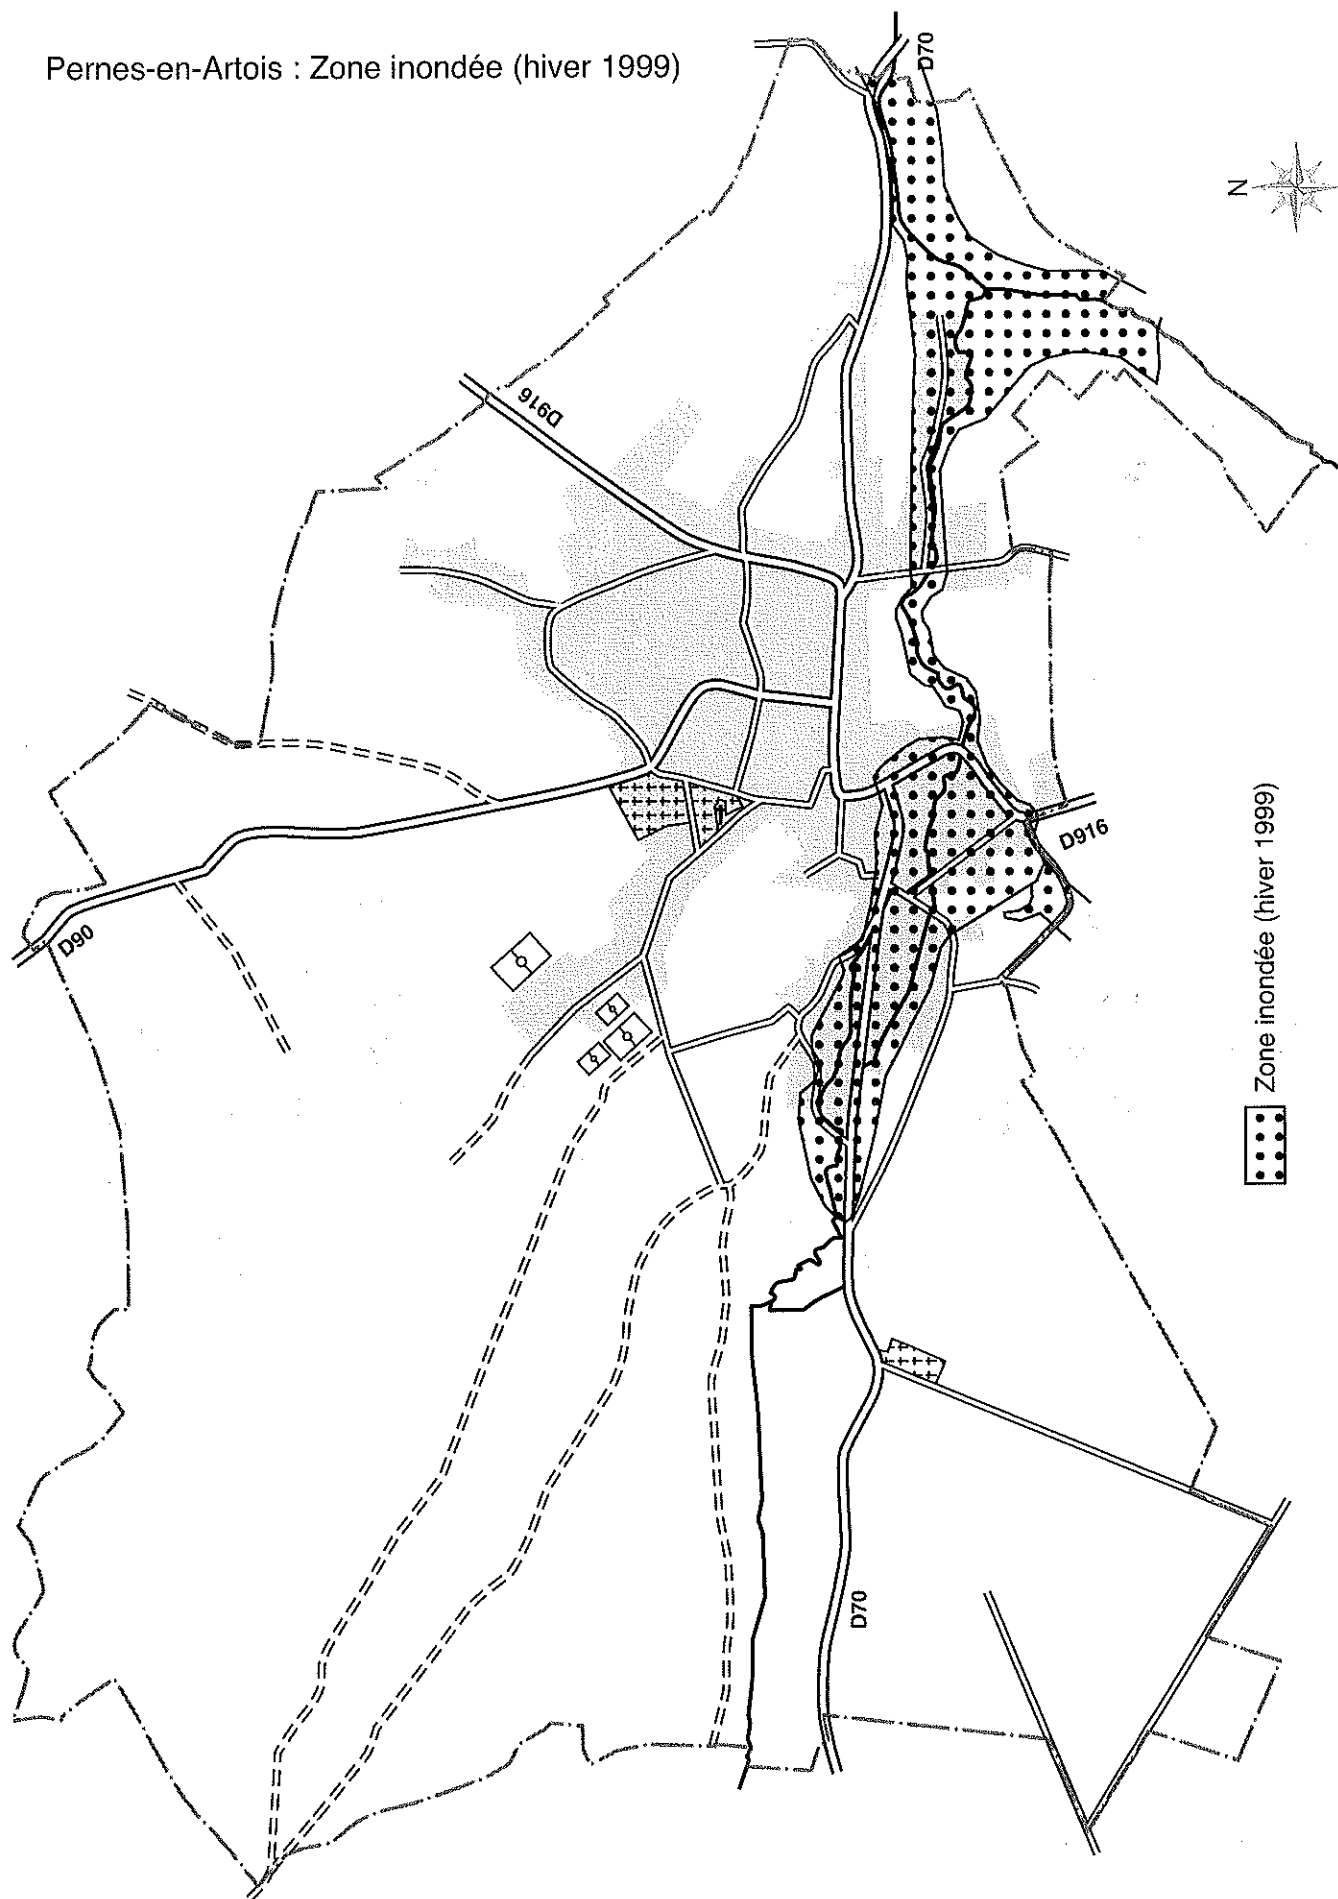 Pernes-en-Artois : Zone inondée (hiver 1999)
D70
N
D916
D90
D916
Zone inondée (hiver 1999)
D70